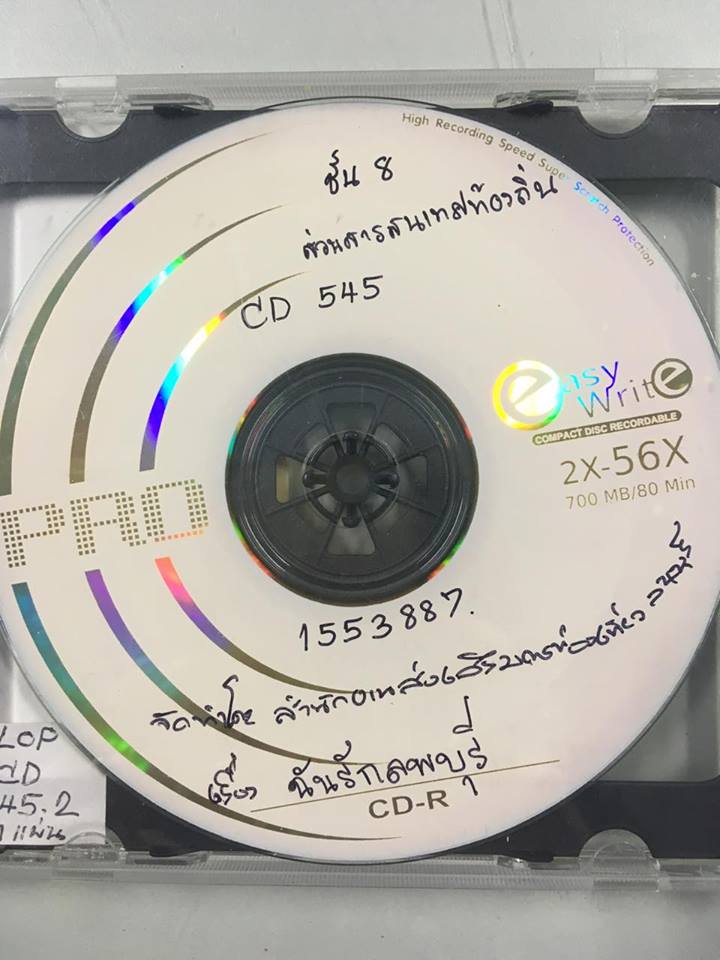 High Recording Speed Super Scratch Protection
ชั้น 8
ส่วนสารสนเทศท้องถิ่น
CD 545
easy
WritE
COMPACT DISC RECORDABLE
2X-56X
700 MB/80 Min
PRO
1553887.
จัดทำโดย สำนักงานส่งเสริมการท่องเที่ยว
เรื่อง ฉันรักลพบุรี
CD-R
LOP
CD
45.2
1 แผ่น